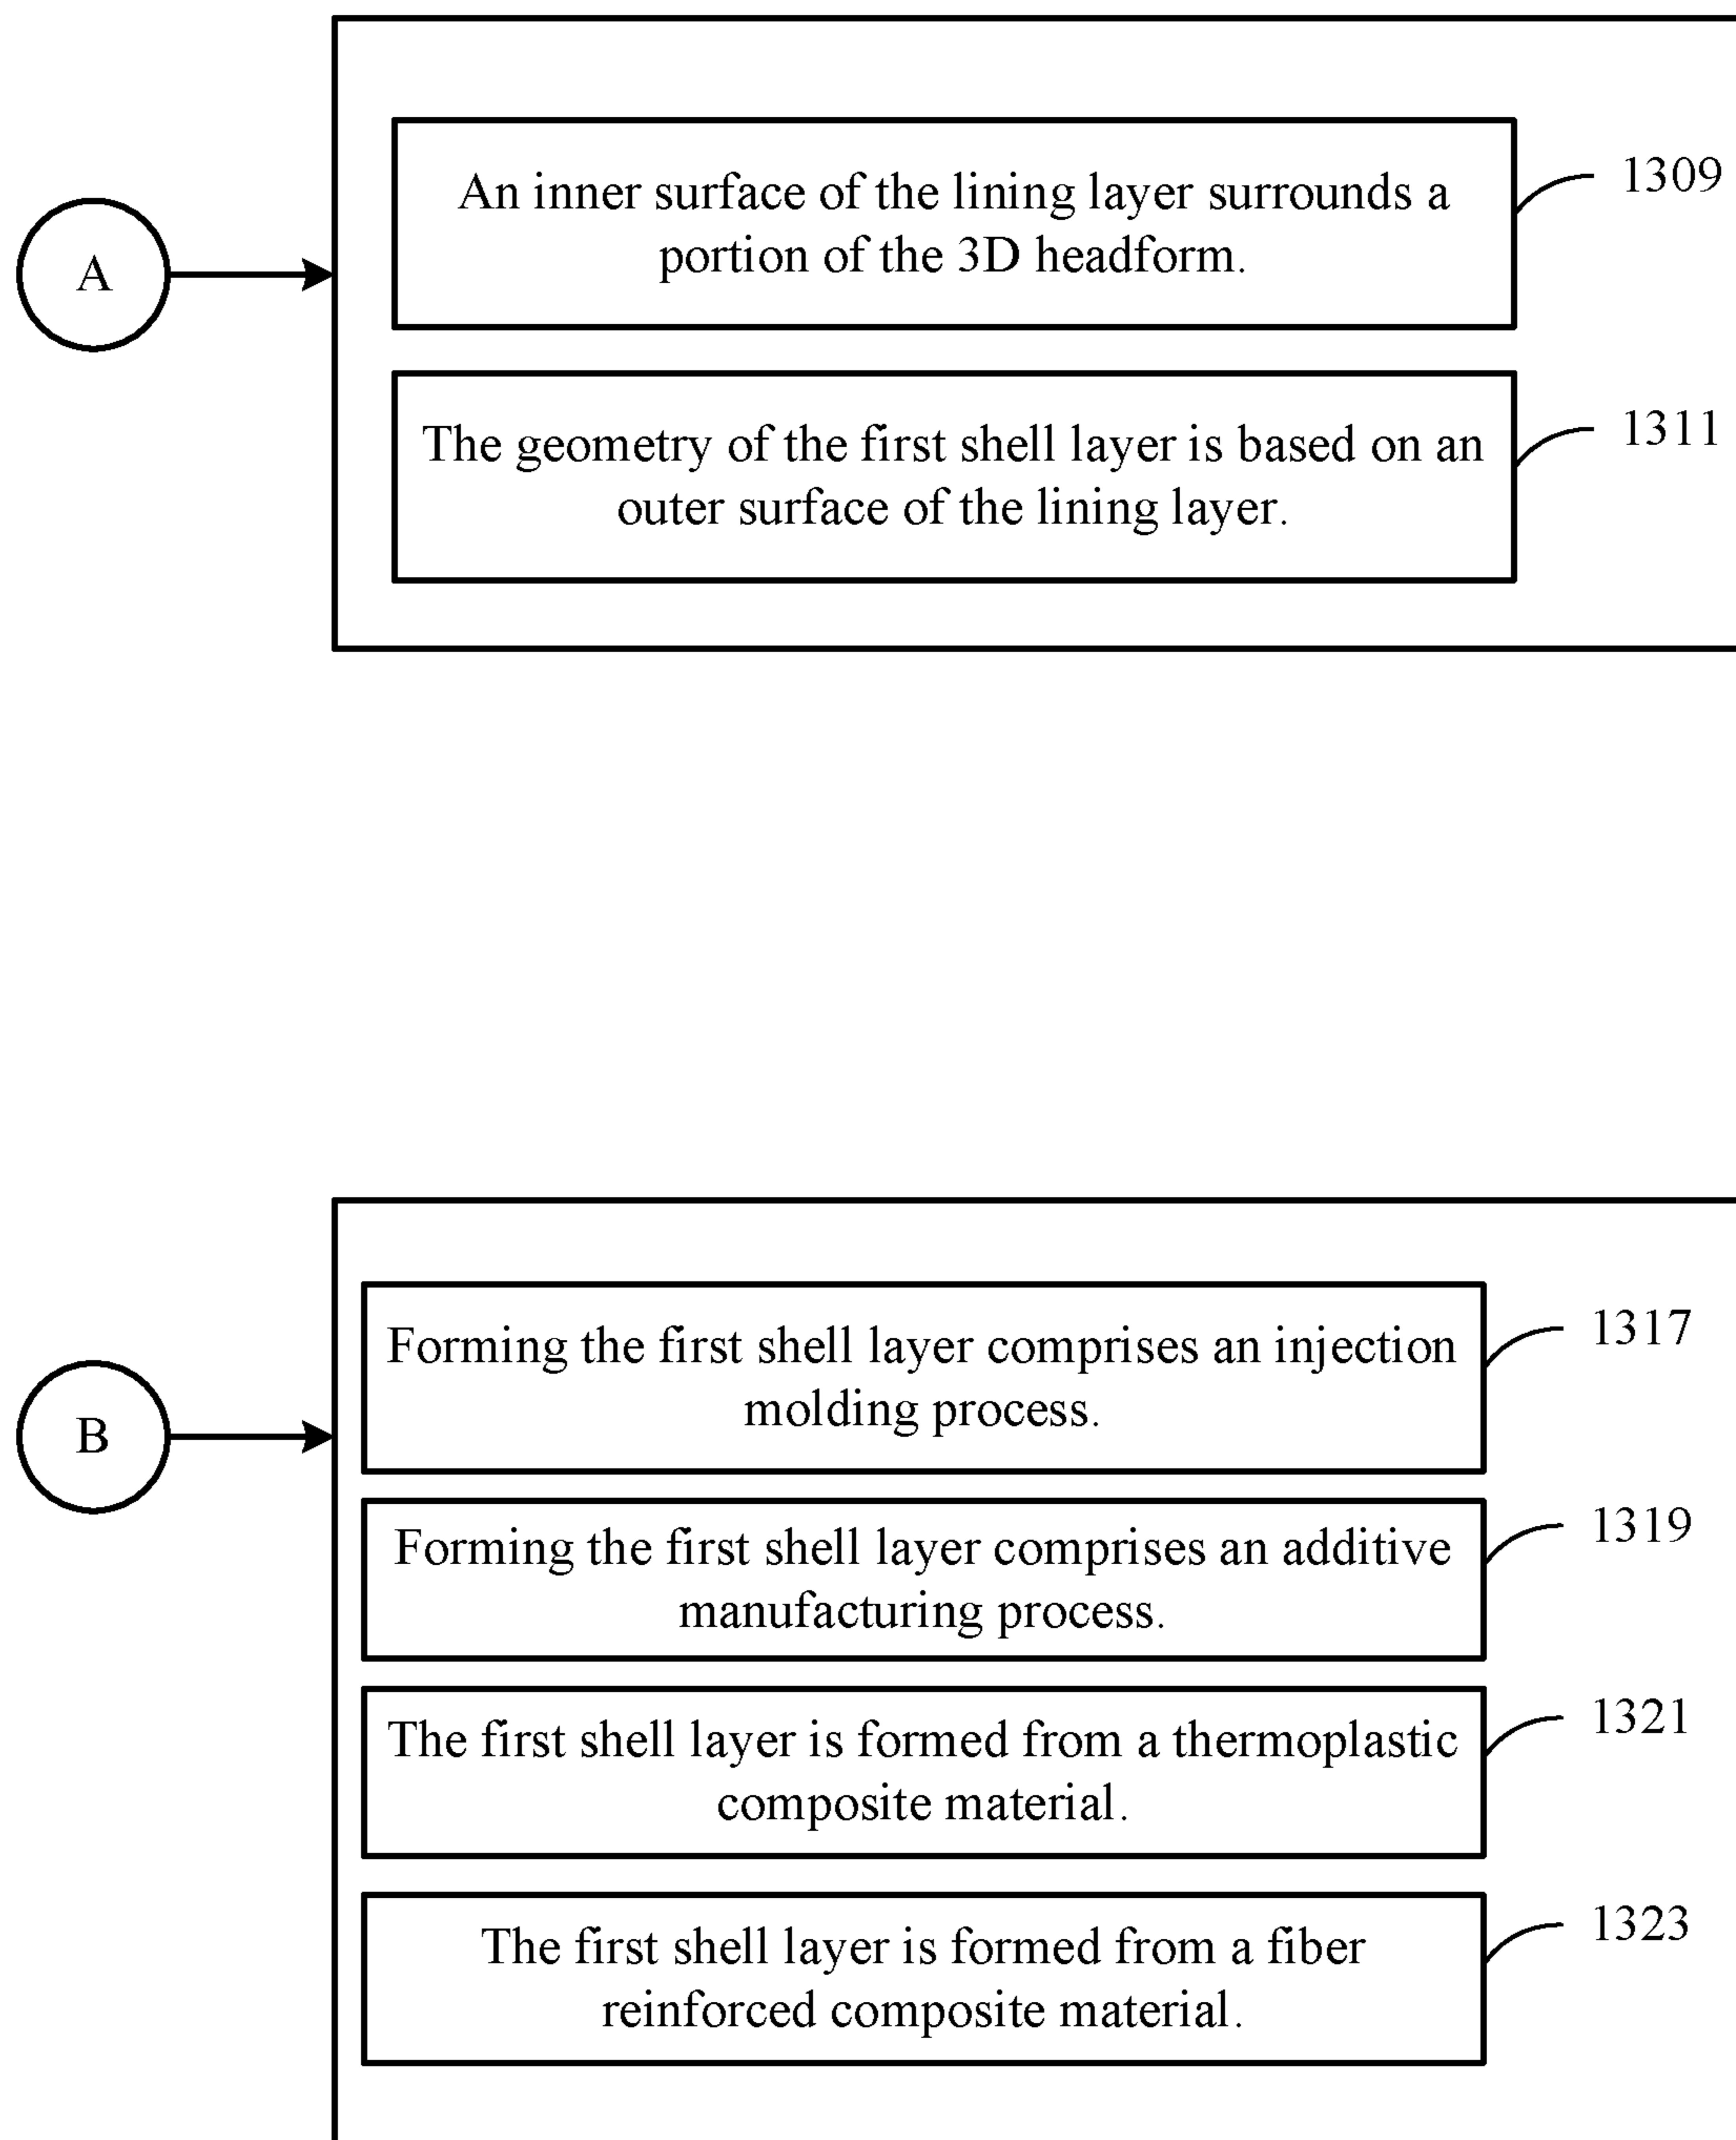 A
An inner surface of the lining layer surrounds a
portion of the 3D headform.
1309
The geometry of the first shell layer is based on an
outer surface of the lining layer.
1311
B
Forming the first shell layer comprises an injection
molding process.
1317
Forming the first shell layer comprises an additive
manufacturing process.
1319
The first shell layer is formed from a thermoplastic
composite material.
1321
The first shell layer is formed from a fiber
reinforced composite material.
1323